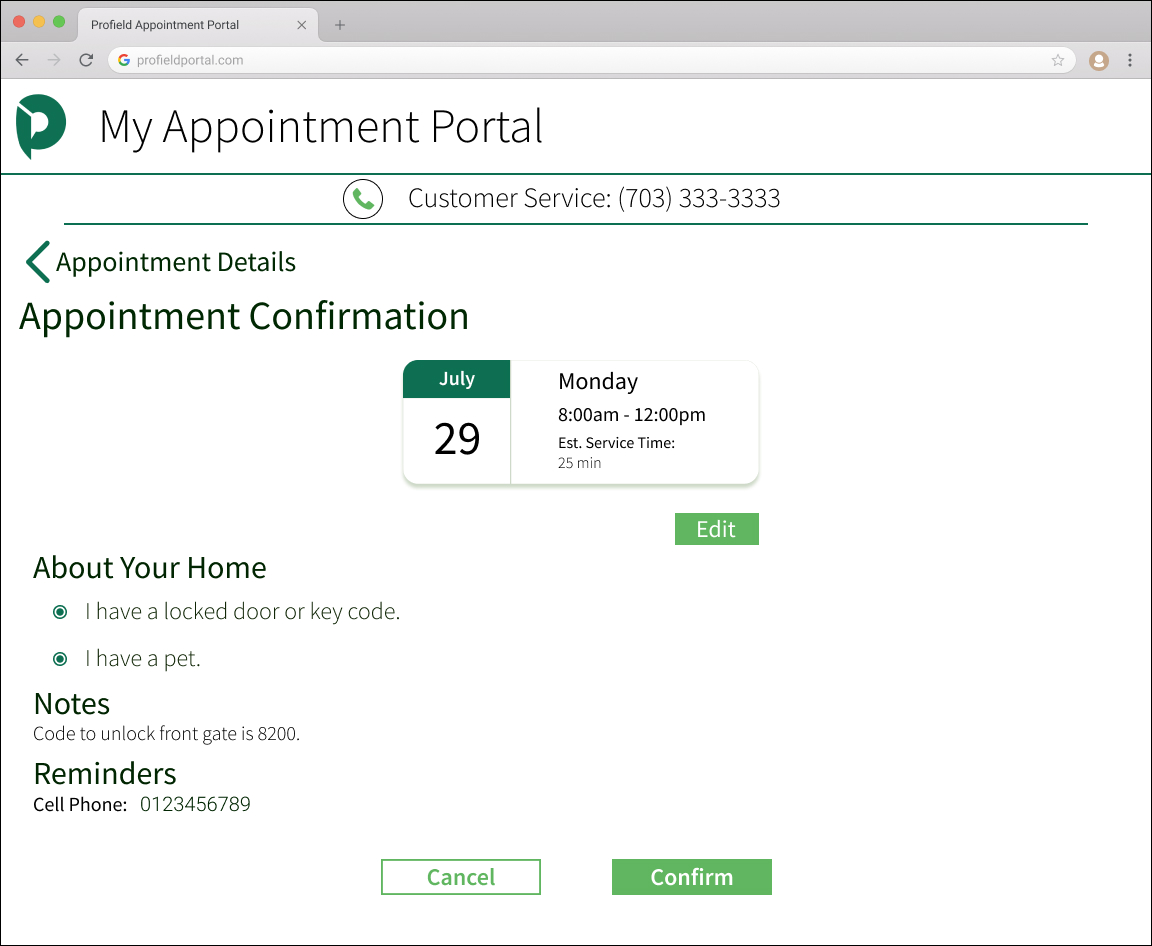 Profield Appointment Portal
profieldportal.com
My Appointment Portal
Customer Service: (703) 333-3333
Appointment Details
Appointment Confirmation
July
29
Monday
8:00am - 12:00pm
Est. Service Time:
25 min
Edit
About Your Home
I have a locked door or key code.
I have a pet.
Notes
Code to unlock front gate is 8200.
Reminders
Cell Phone: 0123456789
Cancel
Confirm